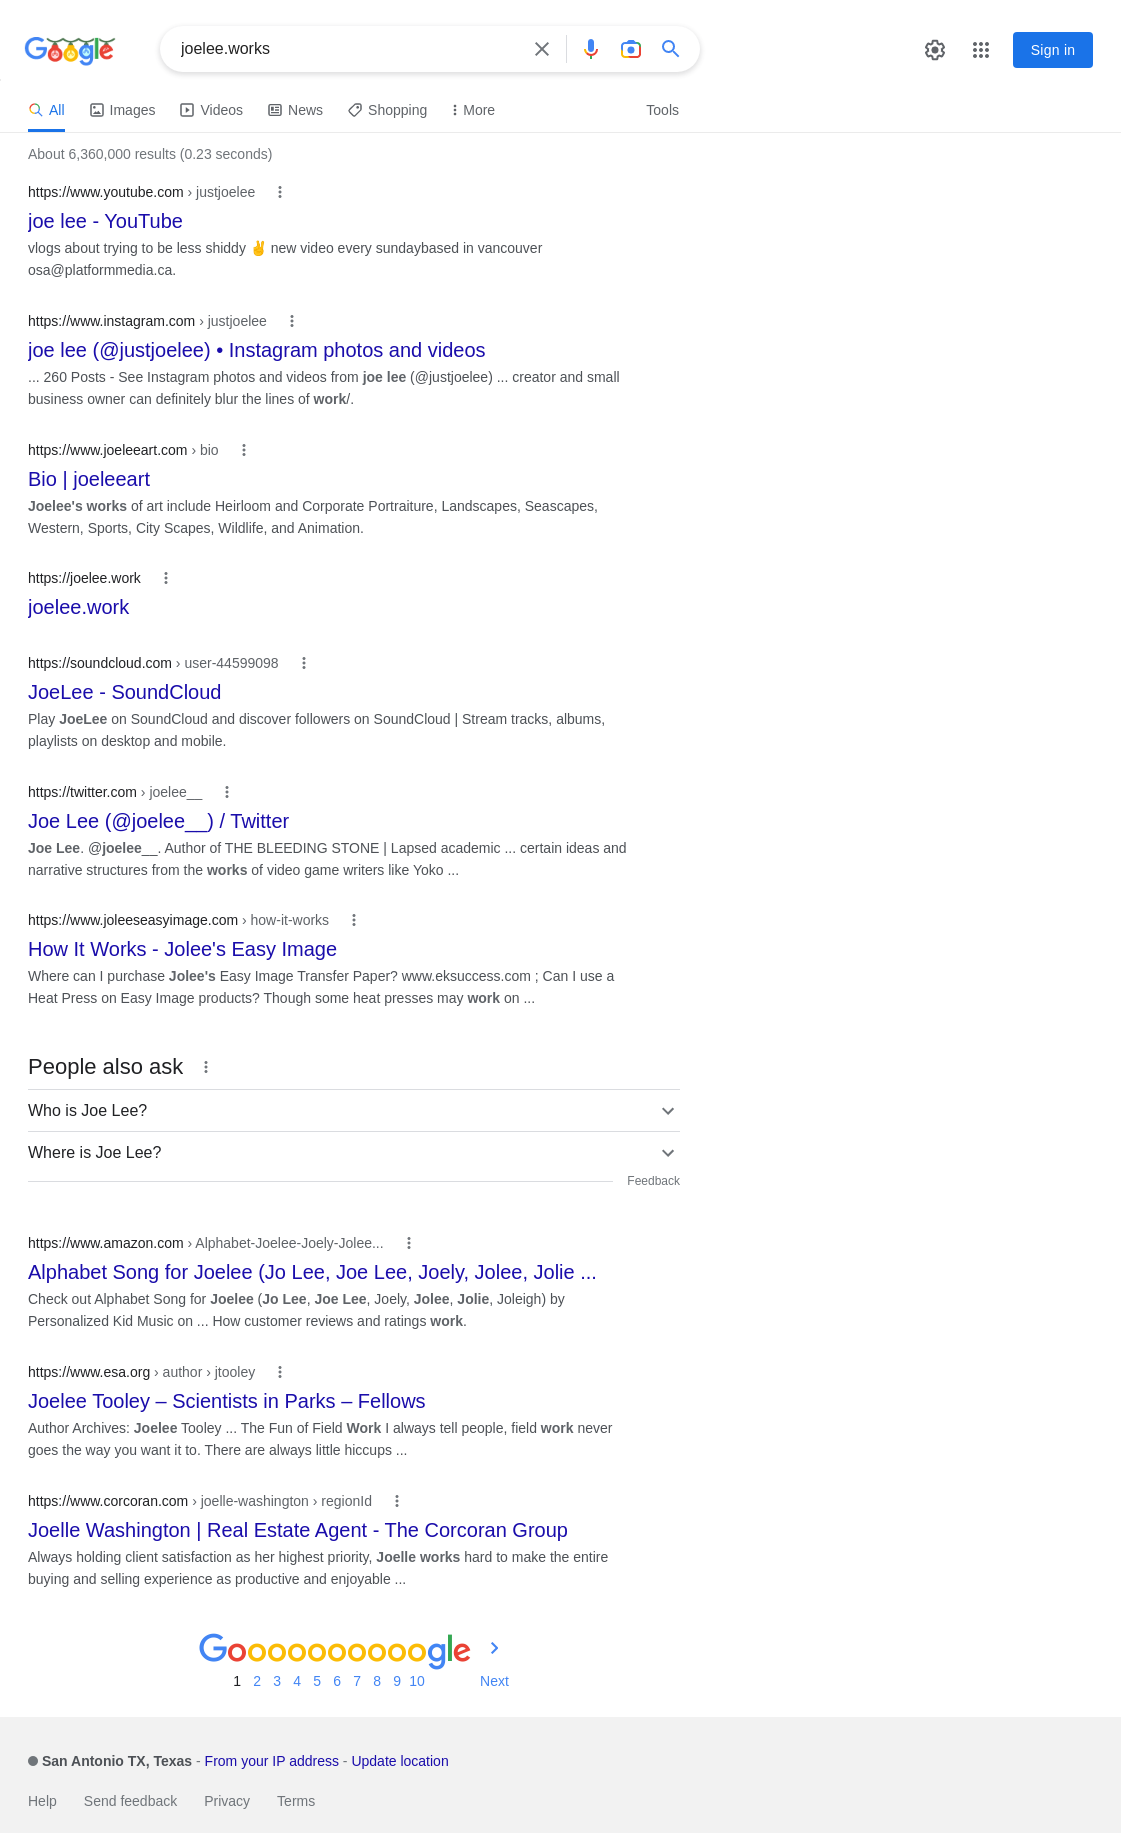 Google
joelee.works
Sign in
All
Images
Videos
News
Shopping
More
Tools
About 6,360,000 results (0.23 seconds)
https://www.youtube.com › justjoelee
joe lee - YouTube
vlogs about trying to be less shiddy ✌️ new video every sundaybased in vancouver
osa@platformmedia.ca.
https://www.instagram.com › justjoelee
joe lee (@justjoelee) • Instagram photos and videos
... 260 Posts - See Instagram photos and videos from joe lee (@justjoelee) ... creator and small
business owner can definitely blur the lines of work/.
https://www.joeleeart.com › bio
Bio | joeleeart
Joelee's works of art include Heirloom and Corporate Portraiture, Landscapes, Seascapes,
Western, Sports, City Scapes, Wildlife, and Animation.
https://joelee.work
joelee.work
https://soundcloud.com › user-44599098
JoeLee - SoundCloud
Play JoeLee on SoundCloud and discover followers on SoundCloud | Stream tracks, albums,
playlists on desktop and mobile.
https://twitter.com › joelee__
Joe Lee (@joelee__) / Twitter
Joe Lee. @joelee__. Author of THE BLEEDING STONE | Lapsed academic ... certain ideas and
narrative structures from the works of video game writers like Yoko ...
https://www.joleeseasyimage.com › how-it-works
How It Works - Jolee's Easy Image
Where can I purchase Jolee's Easy Image Transfer Paper? www.eksuccess.com ; Can I use a
Heat Press on Easy Image products? Though some heat presses may work on ...
People also ask
Who is Joe Lee?
Where is Joe Lee?
Feedback
https://www.amazon.com › Alphabet-Joelee-Joely-Jolee...
Alphabet Song for Joelee (Jo Lee, Joe Lee, Joely, Jolee, Jolie ...
Check out Alphabet Song for Joelee (Jo Lee, Joe Lee, Joely, Jolee, Jolie, Joleigh) by
Personalized Kid Music on ... How customer reviews and ratings work.
https://www.esa.org › author › jtooley
Joelee Tooley – Scientists in Parks – Fellows
Author Archives: Joelee Tooley ... The Fun of Field Work I always tell people, field work never
goes the way you want it to. There are always little hiccups ...
https://www.corcoran.com › joelle-washington › regionId
Joelle Washington | Real Estate Agent - The Corcoran Group
Always holding client satisfaction as her highest priority, Joelle works hard to make the entire
buying and selling experience as productive and enjoyable ...
Goooooooooogle
1 2 3 4 5 6 7 8 9 10 Next
San Antonio TX, Texas - From your IP address - Update location
Help Send feedback Privacy Terms